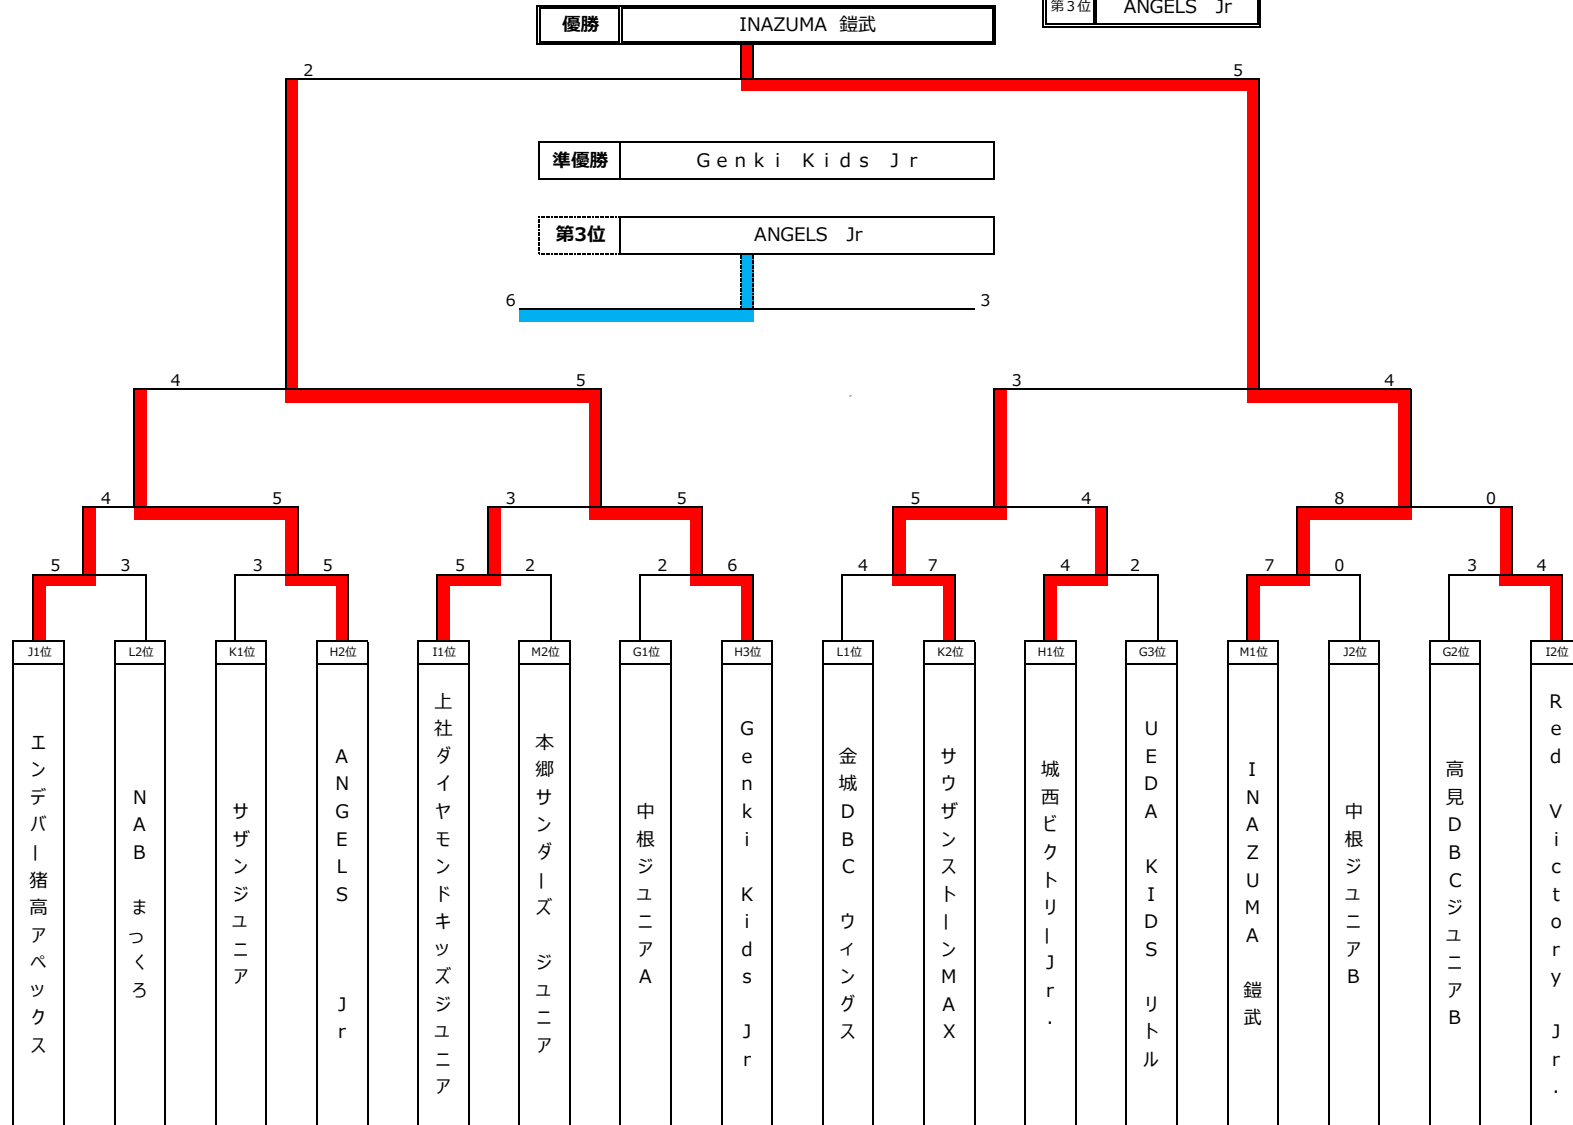 第３位 ANGELS Jr
優勝 INAZUMA 鎧武
2 5
準優勝 Ｇｅｎｋｉ Ｋｉｄｓ Ｊｒ
第3位 ANGELS Jr
6 3
4 5 3 4
4 5 3 5 5 4 8 0
5 3 3 5 5 2 2 6 4 7 4 2 7 0 3 4
J1位 L2位 K1位 H2位 I1位 M2位 G1位 H3位 L1位 K2位 H1位 G3位 M1位 J2位 G2位 I2位
エンデバー猪高アペックス
NAB まっくろ
サザンジュニア
ANGELS Jr
上社ダイヤモンドキッズジュニア
本郷サンダーズ ジュニア
中根ジュニアA
Genki Kids Jr
金城DBC ウィングス
サウザンストーンMAX
城西ビクトリーJr.
UEDA KIDS リトル
INAZUMA 鎧武
中根ジュニアB
高見DBCジュニアB
Red Victory Jr.